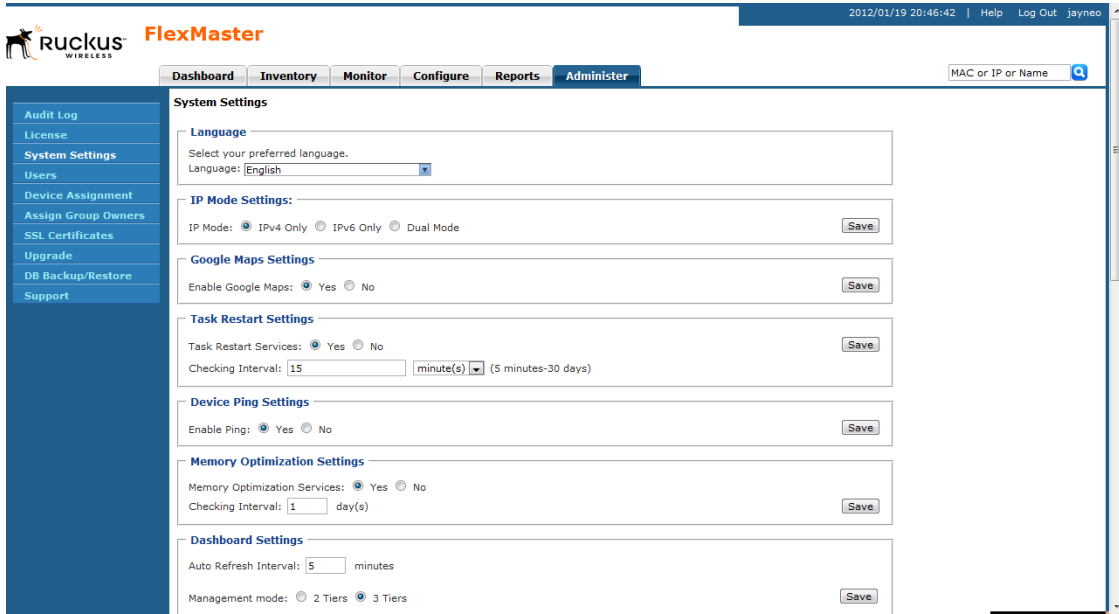 2012/01/19 20:46:42 | Help Log Out jayneo
RUCKUS WIRELESS
FlexMaster
Dashboard Inventory Monitor Configure Reports Administer
MAC or IP or Name
Audit Log
License
System Settings
Users
Device Assignment
Assign Group Owners
SSL Certificates
Upgrade
DB Backup/Restore
Support
System Settings
Language
Select your preferred language.
Language: English
IP Mode Settings:
IP Mode: IPv4 Only IPv6 Only Dual Mode Save
Google Maps Settings
Enable Google Maps: Yes No Save
Task Restart Settings
Task Restart Services: Yes No Save
Checking Interval: 15 minute(s) (5 minutes-30 days)
Device Ping Settings
Enable Ping: Yes No Save
Memory Optimization Settings
Memory Optimization Services: Yes No
Checking Interval: 1 day(s) Save
Dashboard Settings
Auto Refresh Interval: 5 minutes
Management mode: 2 Tiers 3 Tiers Save